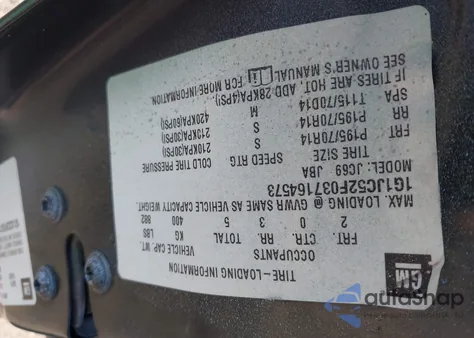 GM
TIRE-LOADING INFORMATION
OCCUPANTS VEHICLE CAP. WT.
FRT. CTR. RR. TOTAL KG LBS
2 0 3 5 400 882
MAX. LOADING @ GVWR SAME AS VEHICLE CAPACITY WEIGHT.
1G1JC52F037164573
MODEL: JC69 JBA
TIRE SIZE SPEED RTG COLD TIRE PRESSURE
FRT P195/70R14 S 210KPA(30PSI)
RR P195/70R14 S 210KPA(30PSI)
SPA T115/70D14 M 420KPA(60PSI)
IF TIRES ARE HOT, ADD 28KPA(4PSI)
SEE OWNER'S MANUAL FOR MORE INFORMATION.
autasnap